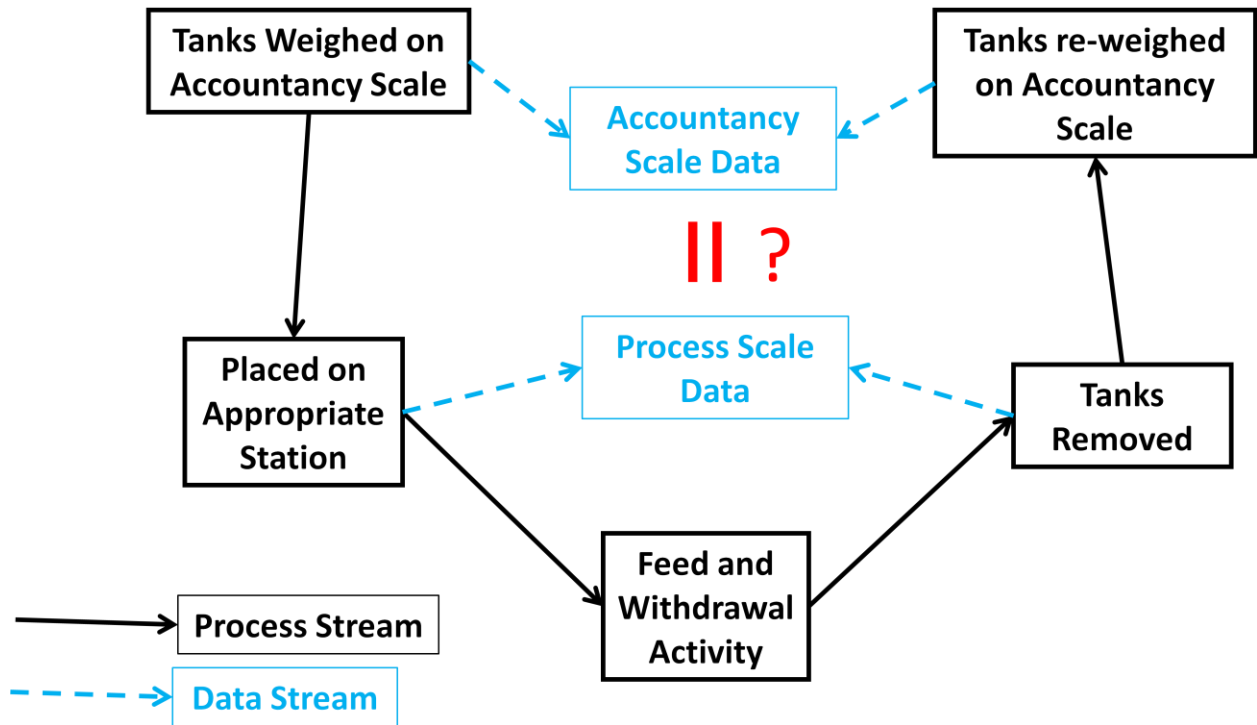 Tanks Weighed on
Accountancy Scale
Accountancy
Scale Data
Tanks re-weighed
on Accountancy
Scale
||?
Placed on
Appropriate
Station
Process Scale
Data
Tanks
Removed
Feed and
Withdrawal
Activity
Process Stream
Data Stream